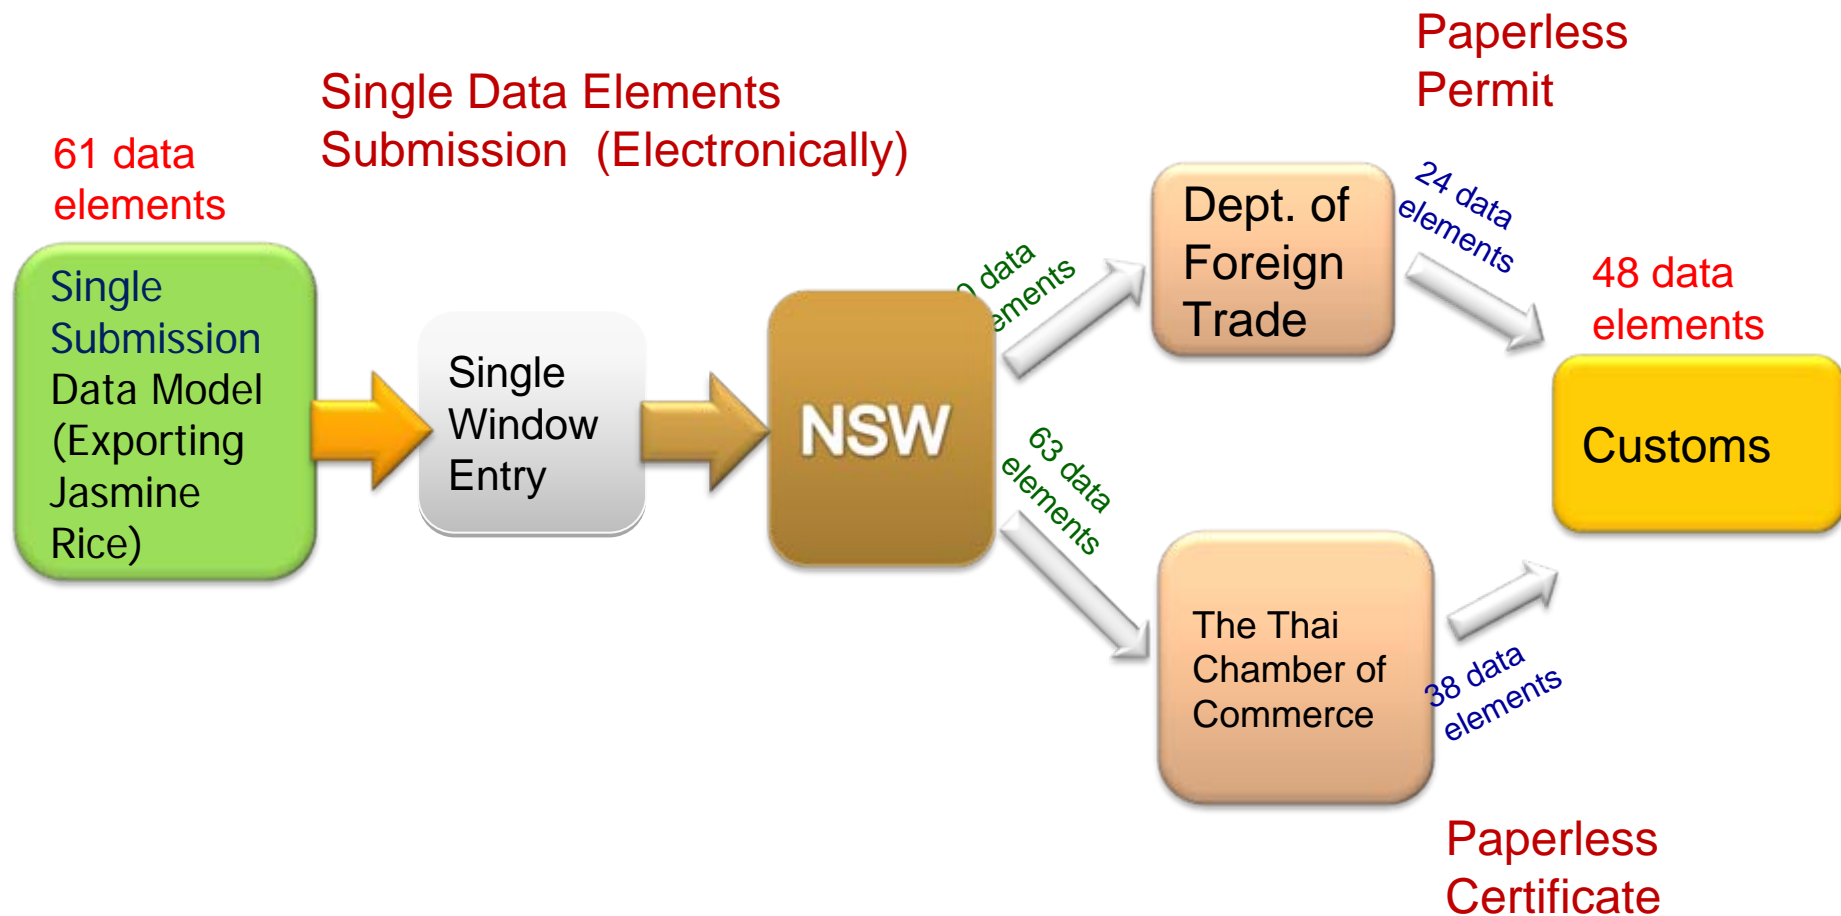 Paperless
Permit
Single Data Elements
Submission (Electronically)
61 data
elements
24 data
elements
Dept. of
Foreign
Trade
data
48 data
elements
Single
Submission
Data Model
(Exporting
Jasmine
Rice)
Single
Window
Entry
NSW
63 data
elements
Customs
The Thai
Chamber of
Commerce
38 data
elements
Paperless
Certificate